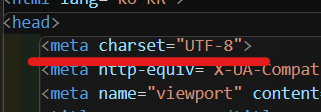 <html lang="ko-KR">
<head>
<meta charset="UTF-8">
<meta http-equiv="X-UA-Compat
<meta name="viewport" content